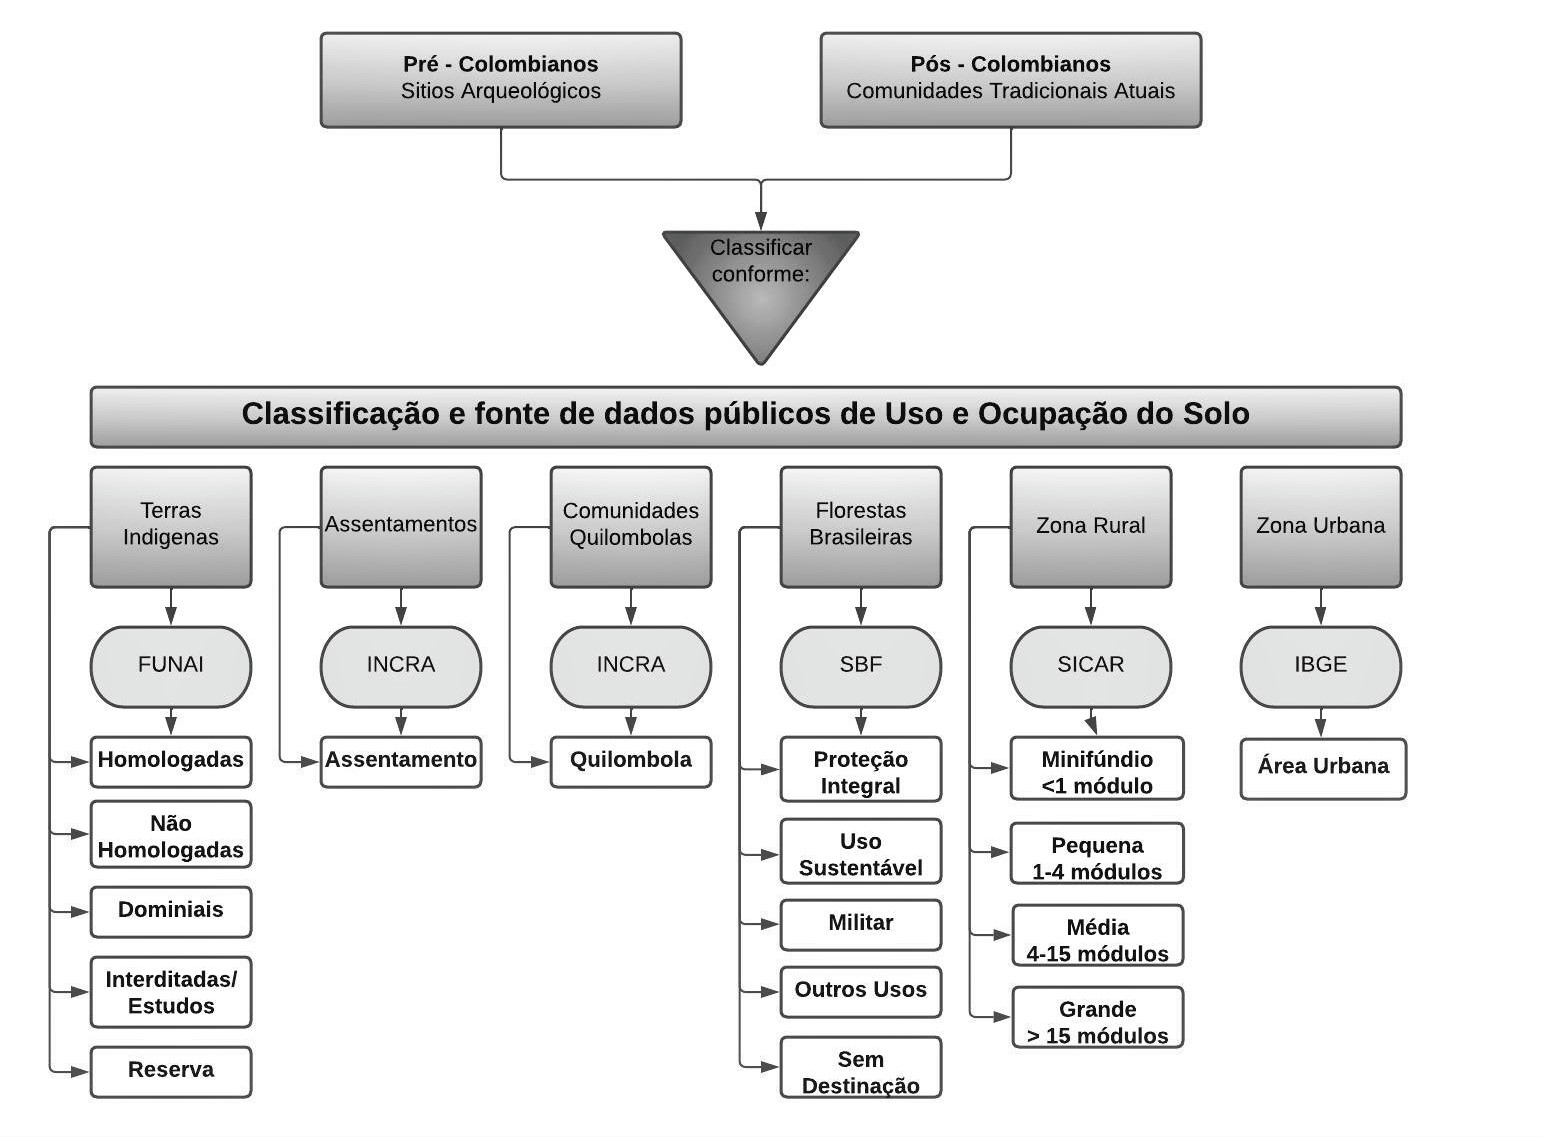 Pré - Colombianos
Sitios Arqueológicos
Pós - Colombianos
Comunidades Tradicionais Atuais
Classificar
conforme:
Classificação e fonte de dados públicos de Uso e Ocupação do Solo
Terras
Indigenas
Assentamentos
Comunidades
Quilombolas
Florestas
Brasileiras
Zona Rural
Zona Urbana
FUNAI
INCRA
INCRA
SBF
SICAR
IBGE
Homologadas
Não
Homologadas
Dominiais
Interditadas/
Estudos
Reserva
Assentamento
Quilombola
Proteção
Integral
Uso
Sustentável
Militar
Outros Usos
Sem
Destinação
Minifúndio
<1 módulo
Pequena
1-4 módulos
Média
4-15 módulos
Grande
> 15 módulos
Área Urbana